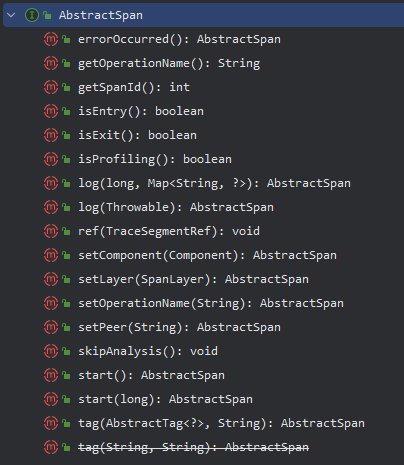 AbstractSpan
errorOccurred(): AbstractSpan
getOperationName(): String
getSpanId(): int
isEntry(): boolean
isExit(): boolean
isProfiling(): boolean
log(long, Map<String, ?>): AbstractSpan
log(Throwable): AbstractSpan
ref(TraceSegmentRef): void
setComponent(Component): AbstractSpan
setLayer(SpanLayer): AbstractSpan
setOperationName(String): AbstractSpan
setPeer(String): AbstractSpan
skipAnalysis(): void
start(): AbstractSpan
start(long): AbstractSpan
tag(AbstractTag<?>, String): AbstractSpan
tag(String, String): AbstractSpan